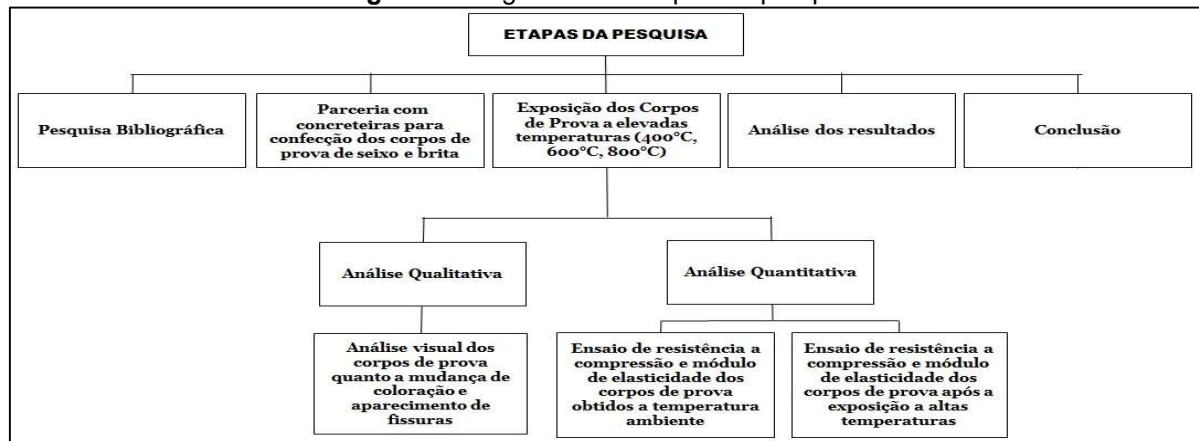 ETAPAS DA PESQUISA
Pesquisa Bibliográfica
Parceria com
concreteiras para
confecção dos corpos de
prova de seixo e brita
Exposição dos Corpos
de Prova a elevadas
temperaturas (400°C,
600°C, 800°C)
Análise dos resultados
Conclusão
Análise Qualitativa
Análise Quantitativa
Análise visual dos
corpos de prova
quanto a mudança de
coloração e
aparecimento de
fissuras
Ensaio de resistência a
compressão e módulo
de elasticidade dos
corpos de prova
obtidos a temperatura
ambiente
Ensaio de resistência a
compressão e módulo
de elasticidade dos
corpos de prova após a
exposição a altas
temperaturas